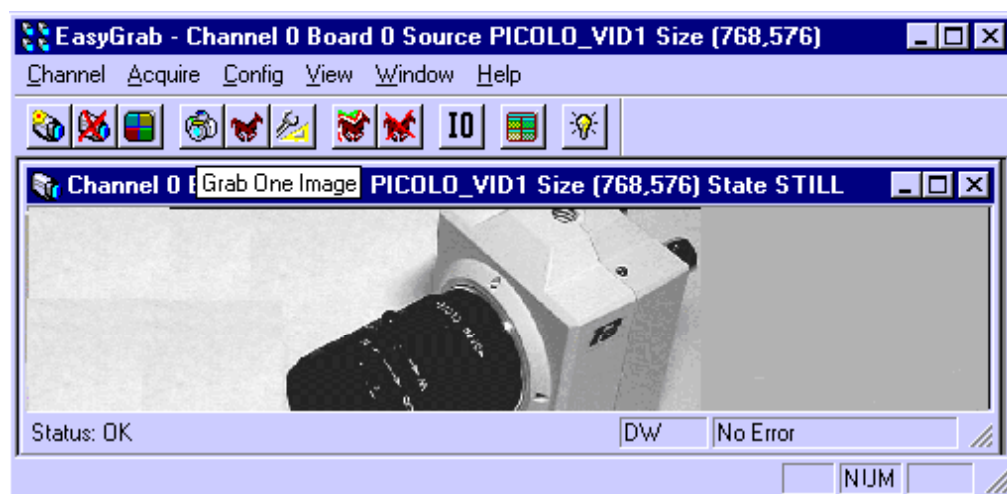 EasyGrab - Channel 0 Board 0 Source PICOLO_VID1 Size (768,576)
Channel Acquire Config View Window Help
IO
Grab One Image
Channel 0 PICOLO_VID1 Size (768,576) State STILL
Status: OK DW No Error
NUM